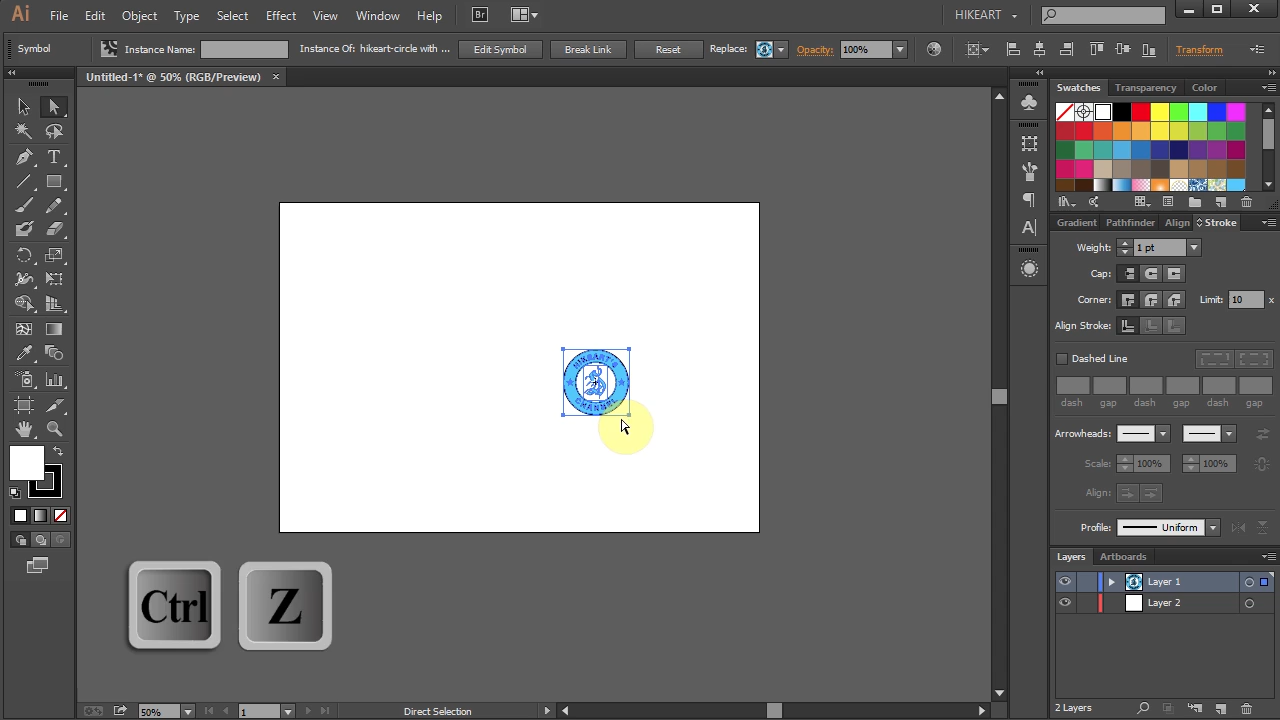 Ai File Edit Object Type Select Effect View Window Help Br HIKEART
Symbol Instance Name: Instance Of: hikeart-circle with ... Edit Symbol Break Link Reset Replace: Opacity: 100% Transform
Untitled-1* @ 50% (RGB/Preview)
Swatches Transparency Color
Gradient Pathfinder Align Stroke
Weight: 1 pt
Cap:
Corner: Limit: 10 x
Align Stroke:
Dashed Line
dash gap dash gap dash gap
Arrowheads:
Scale: 100% 100%
Align:
Profile: Uniform
Layers Artboards
Layer 1
Layer 2
2 Layers
HIKEART'S
CHANNEL
Ctrl Z
50% 1 Direct Selection